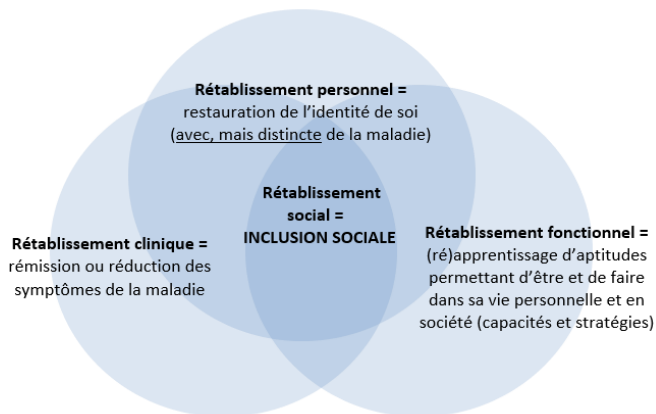 Rétablissement personnel =
restauration de l'identité de soi
(avec, mais distincte de la maladie)
Rétablissement
social =
INCLUSION SOCIALE
Rétablissement clinique =
rémission ou réduction des
symptômes de la maladie
Rétablissement fonctionnel =
(ré)apprentissage d'aptitudes
permettant d'être et de faire
dans sa vie personnelle et en
société (capacités et stratégies)